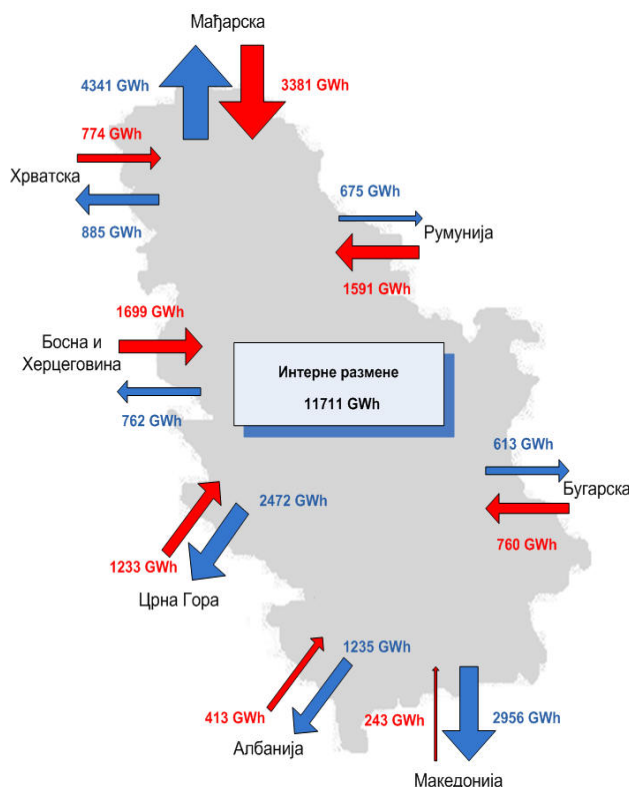 Мађарска
4341 GWh
3381 GWh
774 GWh
Хрватска
885 GWh
675 GWh
Румунија
1591 GWh
1699 GWh
Босна и
Херцеговина
762 GWh
Интерне размене
11711 GWh
613 GWh
Бугарска
760 GWh
2472 GWh
1233 GWh
Црна Гора
1235 GWh
413 GWh
Албанија
243 GWh
2956 GWh
Македонија